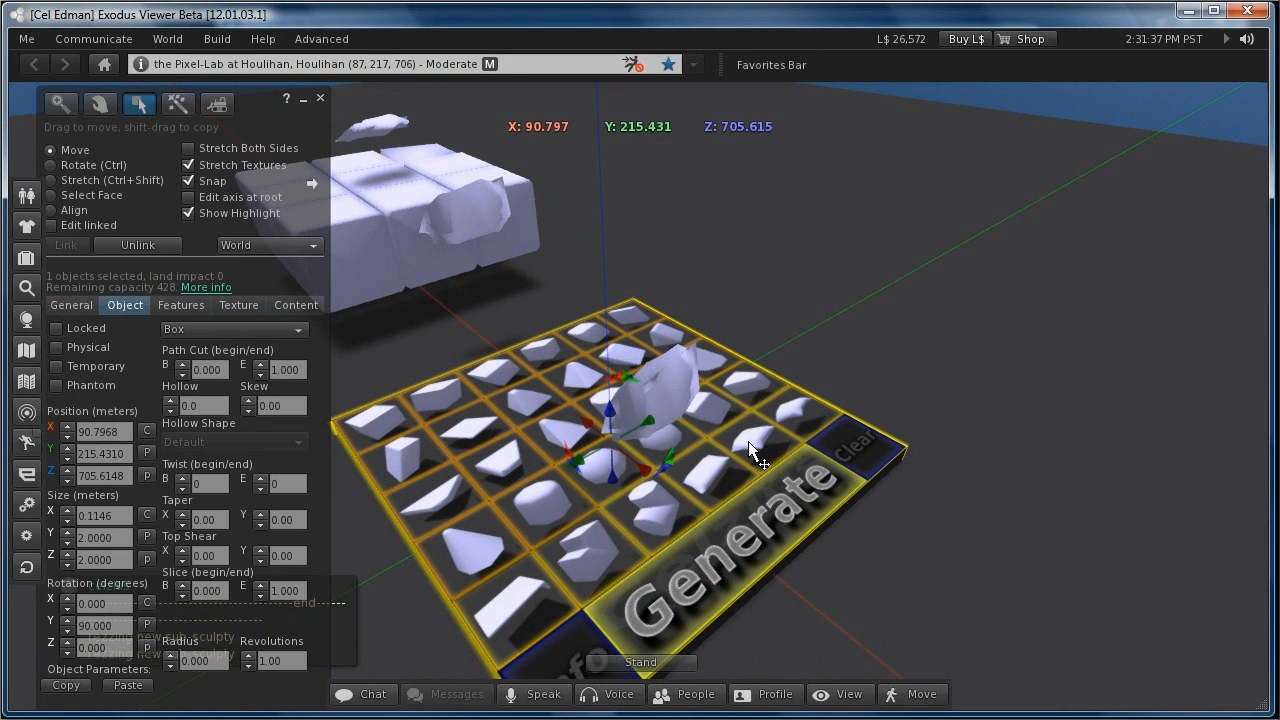 [Cel Edman] Exodus Viewer Beta [12.01.03.1]
Me Communicate World Build Help Advanced
L$ 26,572 Buy L$ Shop 2:31:37 PM PST
the Pixel-Lab at Houlihan, Houlihan (87, 217, 706) - Moderate M
Favorites Bar
? _ ×
Drag to move, shift-drag to copy
X: 90.797 Y: 215.431 Z: 705.615
Move
Rotate (Ctrl)
Stretch (Ctrl+Shift)
Select Face
Align
Edit linked
Stretch Both Sides
Stretch Textures
Snap
Edit axis at root
Show Highlight
Link Unlink World
1 objects selected, land impact 0
Remaining capacity 428. More info
General Object Features Texture Content
Locked
Physical
Temporary
Phantom
Position (meters)
X 90.7968 C
Y 215.4310 P
Z 705.6148 P
Size (meters)
X 0.1146 C
Y 2.0000 P
Z 2.0000 P
Rotation (degrees)
X 0.000 C
Y 90.000 P
Z 0.000 P
Object Parameters:
Copy Paste
Box
Path Cut (begin/end)
B 0.000 E 1.000
Hollow Skew
0.0 0.00
Hollow Shape
Default
Twist (begin/end)
B 0 E 0
Taper
X 0.00 Y 0.00
Top Shear
X 0.00 Y 0.00
Slice (begin/end)
B 0.000 E 1.000
Radius Revolutions
0.000 1.00
end
rezzing new sub-sculpty
rezzing new sub-sculpty
Clear
Generate
Stand
Chat Messages Speak Voice People Profile View Move